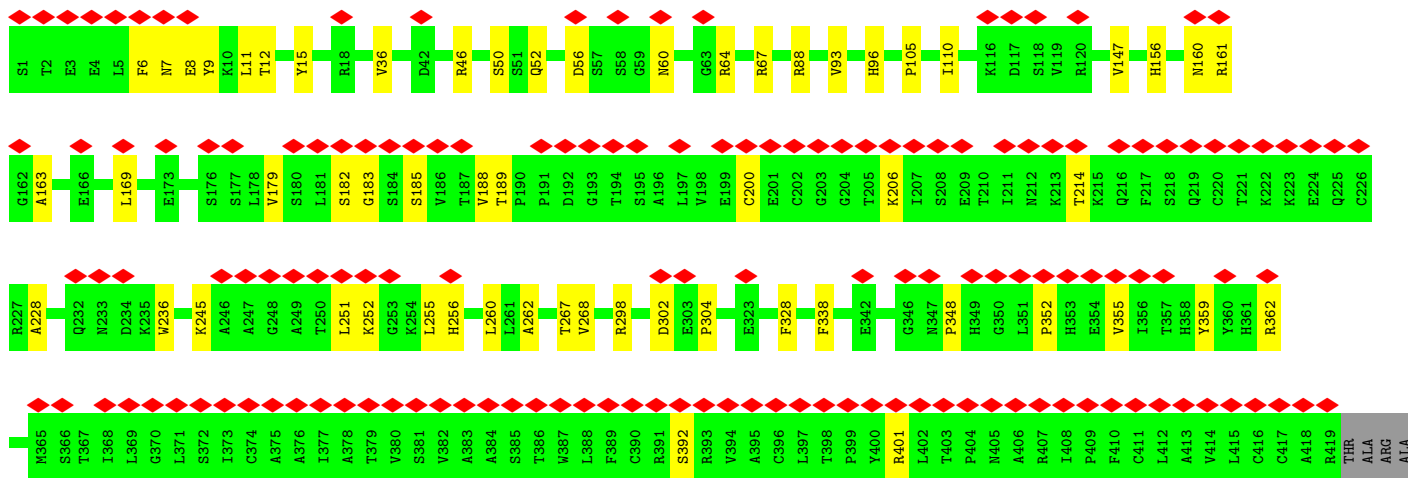 S1 T2 E3 E4 L5 F6 N7 E8 Y9 K10 L11 T12 Y15 R18 V36 D42 R46 S50 S51 Q52 D56 S57 S58 G59 N60 G63 R64 R67 R88 V93 H96 P105 I110 K116 D117 S118 V119 R120 V147 H156 N160 R161
G162 A163 E166 L169 E173 S176 S177 L178 V179 S180 L181 S182 G183 S184 S185 V186 T187 V188 T189 P190 P191 D192 G193 T194 S195 A196 L197 V198 E199 C200 E201 C202 G203 G204 T205 K206 I207 S208 E209 T210 I211 N212 K213 T214 K215 Q216 F217 S218 Q219 C220 T221 K222 K223 E224 Q225 C226
R227 A228 Q232 N233 D234 K235 W236 K245 A246 A247 G248 A249 T250 L251 K252 G253 K254 L255 H256 L260 L261 A262 T267 V268 R298 D302 E303 P304 E323 F328 F338 E342 G346 N347 P348 H349 G350 L351 P352 H353 E354 V355 I356 T357 H358 Y359 Y360 H361 R362
M365 S366 T367 I368 L369 G370 L371 S372 I373 C374 A375 A376 I377 A378 T379 V380 S381 V382 A383 A384 S385 T386 W387 L388 F389 C390 R391 S392 R393 V394 A395 C396 L397 T398 P399 Y400 R401 L402 T403 P404 N405 A406 R407 I408 P409 F410 C411 L412 A413 V414 L415 C416 C417 A418 R419 THR ALA ARG ALA